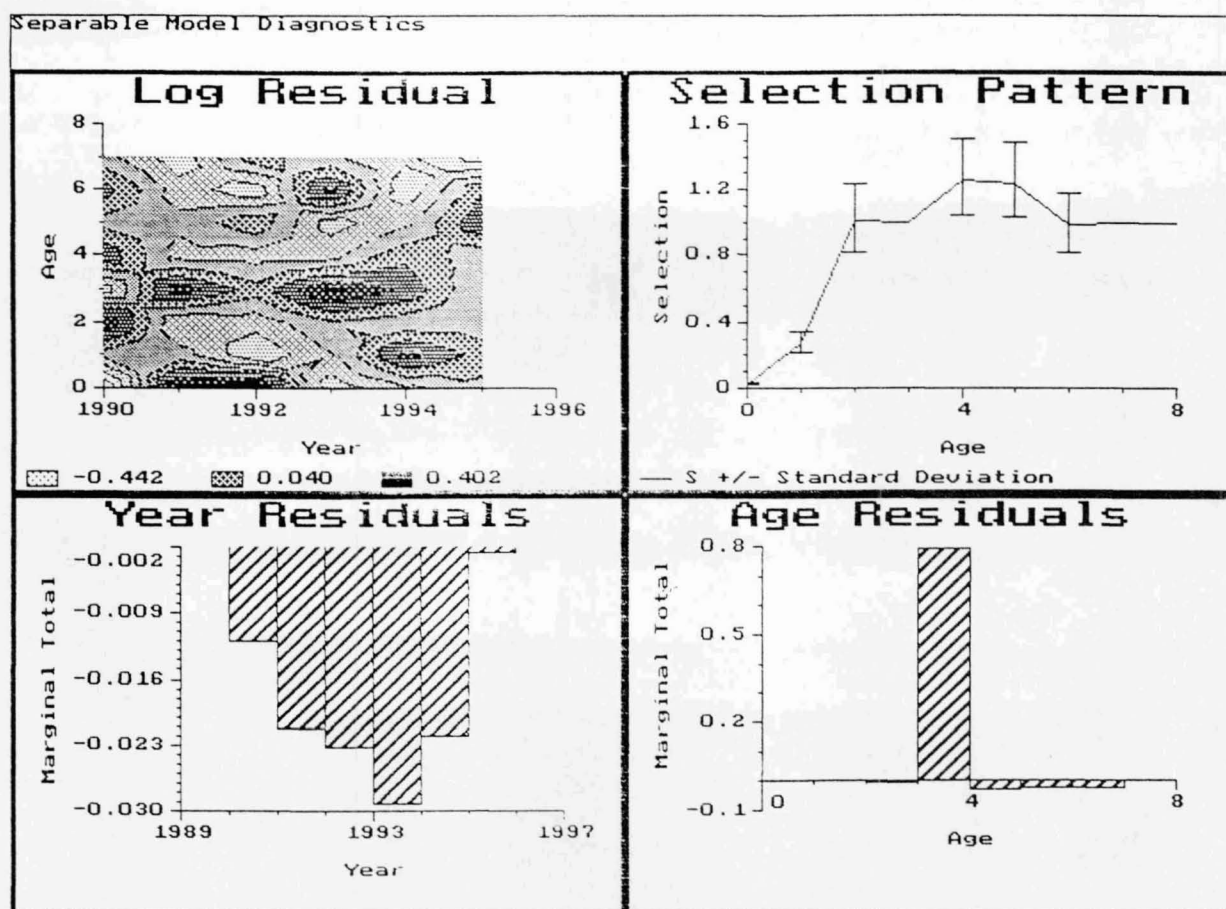 Separable Model Diagnostics
Log Residual
8
6
4
2
0
Age
1990 1992 1994 1996
Year
-0.442 0.040 0.402
Selection Pattern
1.6
1.2
0.8
0.4
0
Selection
0 4 8
Age
S +/- Standard Deviation
Year Residuals
-0.002
-0.009
-0.016
-0.023
-0.030
Marginal Total
1989 1993 1997
Year
Age Residuals
0.8
0.5
0.2
-0.1
Marginal Total
0 4 8
Age